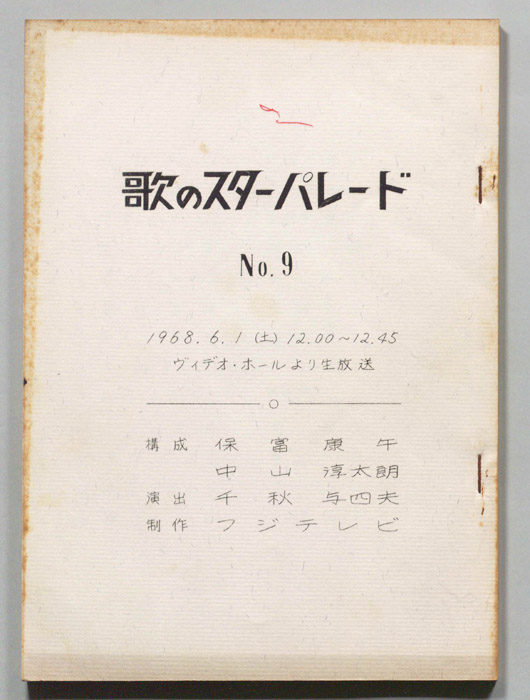 歌のスターパレード
No. 9
1968. 6. 1 (土) 12.00~12.45
ヴィデオ・ホールより生放送
構成 保富康午
中山淳太朗
演出 千秋与四夫
制作 フジテレビ